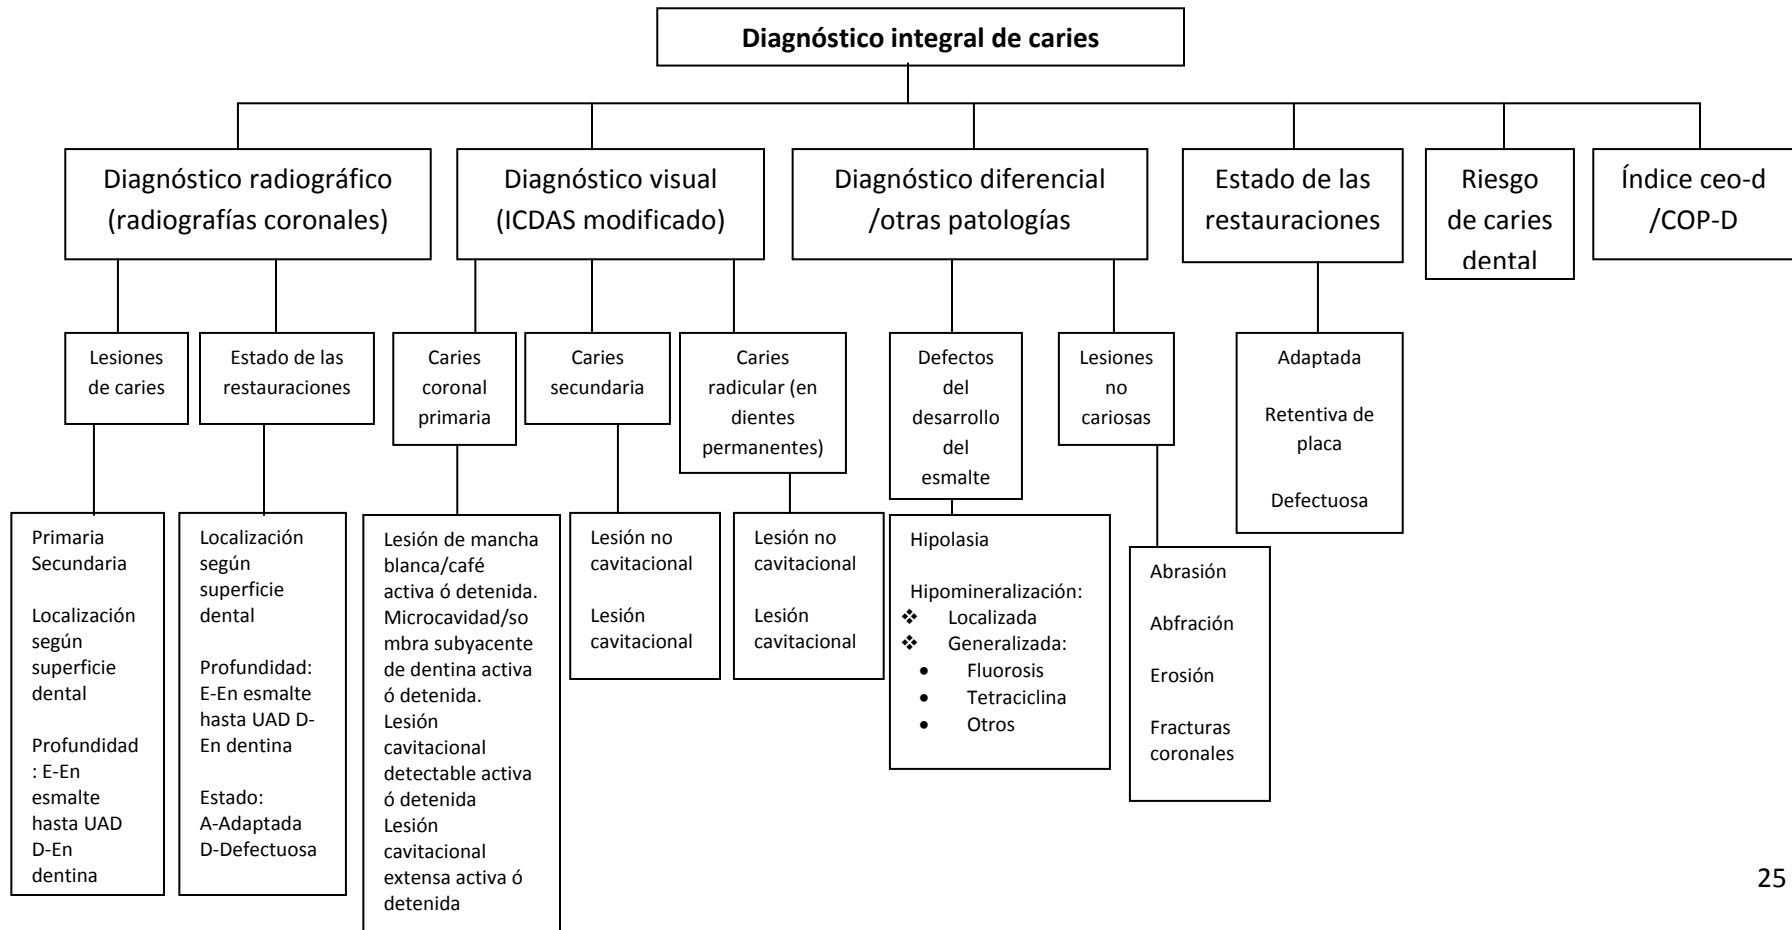 Diagnóstico integral de caries
Diagnóstico radiográfico
(radiografías coronales)
Diagnóstico visual
(ICDAS modificado)
Diagnóstico diferencial
/otras patologías
Estado de las
restauraciones
Riesgo
de caries
dental
Índice ceo-d
/COP-D
Lesiones
de caries
Estado de las
restauraciones
Caries
coronal
primaria
Caries
secundaria
Caries
radicular (en
dientes
permanentes)
Defectos
del
desarrollo
del
esmalte
Lesiones
no
cariosas
Adaptada
Retentiva de
placa
Defectuosa
Primaria
Secundaria
Localización
según
superficie
dental
Profundidad
: E-En
esmalte
hasta UAD
D-En
dentina
Localización
según
superficie
dental
Profundidad:
E-En esmalte
hasta UAD D-
En dentina
Estado:
A-Adaptada
D-Defectuosa
Lesión de mancha
blanca/café
activa ó detenida.
Microcavidad/so
mbra subyacente
de dentina activa
ó detenida.
Lesión
cavitacional
detectable activa
ó detenida
Lesión
cavitacional
extensa activa ó
detenida
Lesión no
cavitacional
Lesión
cavitacional
Lesión no
cavitacional
Lesión
cavitacional
Hipolasia
Hipomineralización:
❖ Localizada
❖ Generalizada:
• Fluorosis
• Tetraciclina
• Otros
Abrasión
Abfración
Erosión
Fracturas
coronales
25